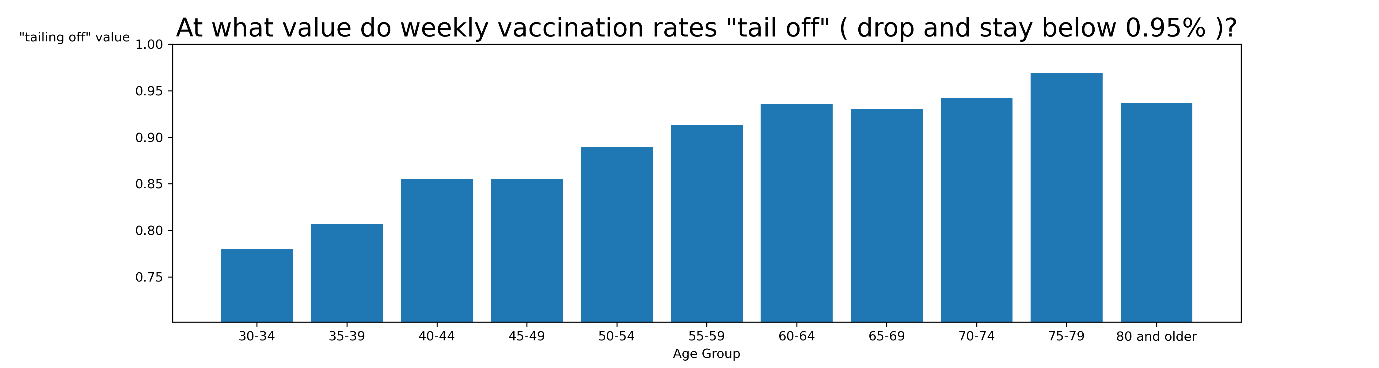 At what value do weekly vaccination rates "tail off" ( drop and stay below 0.95% )?
"tailing off" value
1.00
0.95
0.90
0.85
0.80
0.75
30-34 35-39 40-44 45-49 50-54 55-59 60-64 65-69 70-74 75-79 80 and older
Age Group